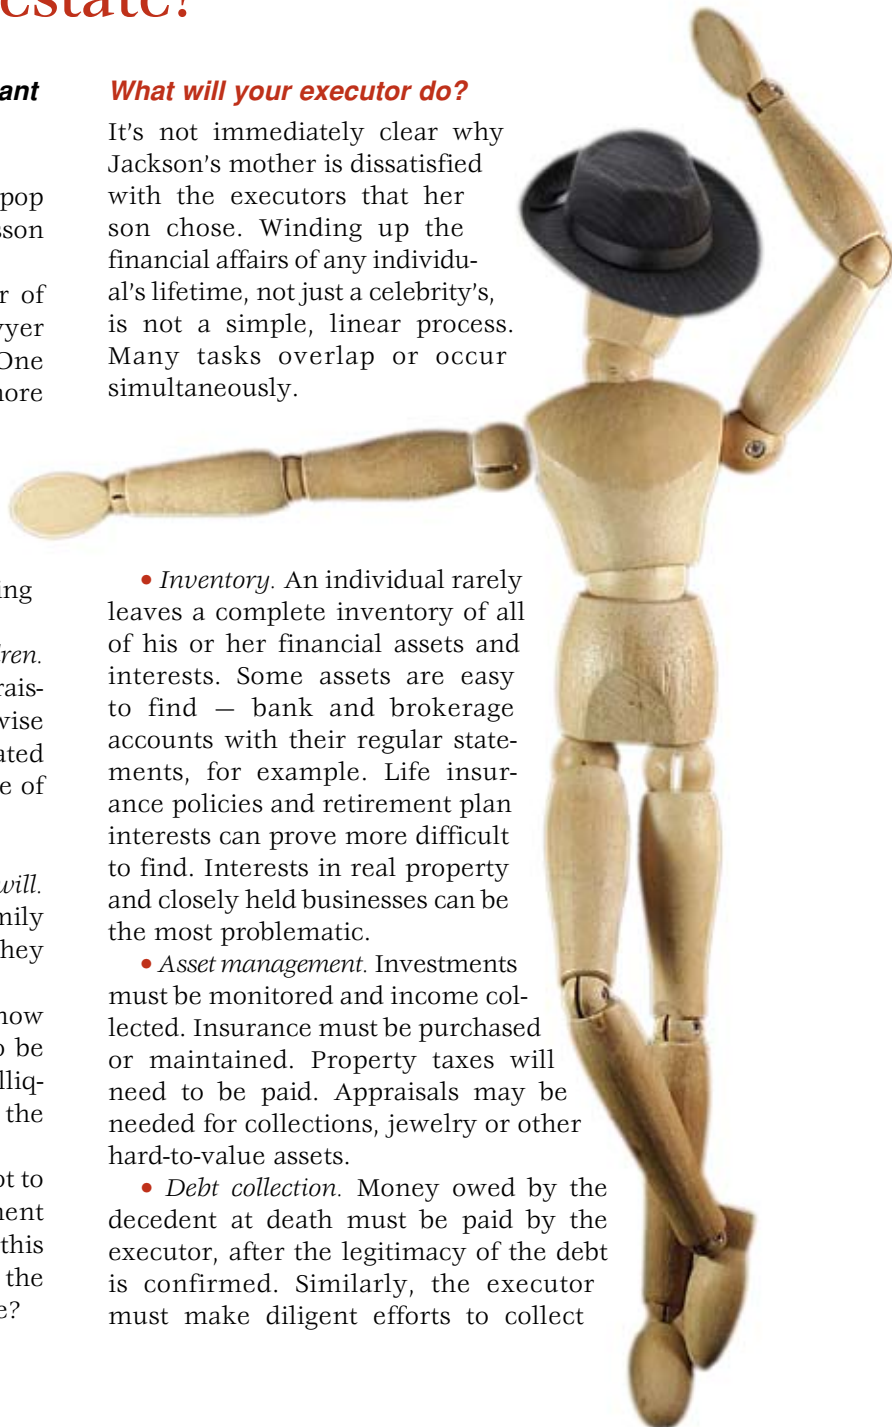 estate?
ant
pop
sson
r of
wyer
One
more
ing
ren.
rais-
wise
ated
e of
will.
mily
hey
how
o be
lliq-
the
pt to
ment
this
the
e?
What will your executor do?
It's not immediately clear why
Jackson's mother is dissatisfied
with the executors that her
son chose. Winding up the
financial affairs of any individu-
al's lifetime, not just a celebrity's,
is not a simple, linear process.
Many tasks overlap or occur
simultaneously.
• Inventory. An individual rarely
leaves a complete inventory of all
of his or her financial assets and
interests. Some assets are easy
to find — bank and brokerage
accounts with their regular state-
ments, for example. Life insur-
ance policies and retirement plan
interests can prove more difficult
to find. Interests in real property
and closely held businesses can be
the most problematic.
• Asset management. Investments
must be monitored and income col-
lected. Insurance must be purchased
or maintained. Property taxes will
need to be paid. Appraisals may be
needed for collections, jewelry or other
hard-to-value assets.
• Debt collection. Money owed by the
decedent at death must be paid by the
executor, after the legitimacy of the debt
is confirmed. Similarly, the executor
must make diligent efforts to collect